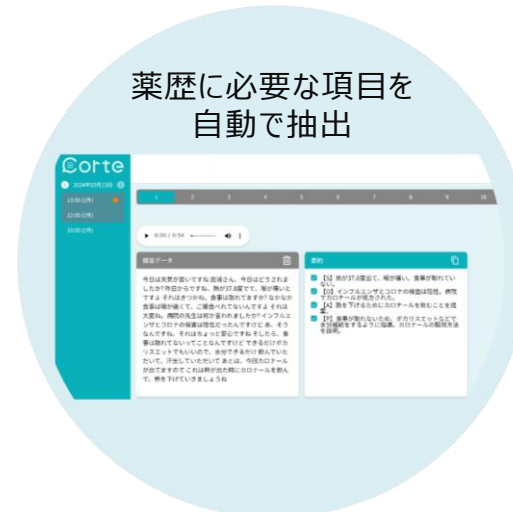 薬歴に必要な項目を
自動で抽出
Corte
2024年03月13日
13:00 (1件)
12:00 (1件)
10:00 (1件)
1 2 3 4 5 6 7 8 9 10
0:00 / 0:54
録音データ
要約
今日は天気が良いですね 田浦さん、今日はどうされま
したか? 昨日からですね、熱が37.8度でて、喉が痛いと
ですよ それはきつかね。食事は取れてますか? なかなか
食事は喉が痛くて、ご飯食べれてないんですよ それは
大変ね。病院の先生は何か言われましたか? インフルエ
ンザとコロナの検査は陰性だったんですけど あ、そう
なんですね。それはちょっと安心ですね そしたら、食
事は取れてないってことなんですけど できるだけポカ
リスエットでもいいので、水分できるだけ 飲んでいた
だいて、汗出していただいて あとは、今回カロナール
が出てますので これは熱が出た時にカロナールを飲ん
で、熱を下げていきましょうね
【S】熱が37.8度出て、喉が痛い。食事が取れてい
ない。
【O】インフルエンザとコロナの検査は陰性。病院
でカロナールが処方された。
【A】熱を下げるためにカロナールを飲むことを提
案。
【P】食事が取れないため、ポカリスエットなどで
水分補給をするように指導。カロナールの服用方法
を説明。